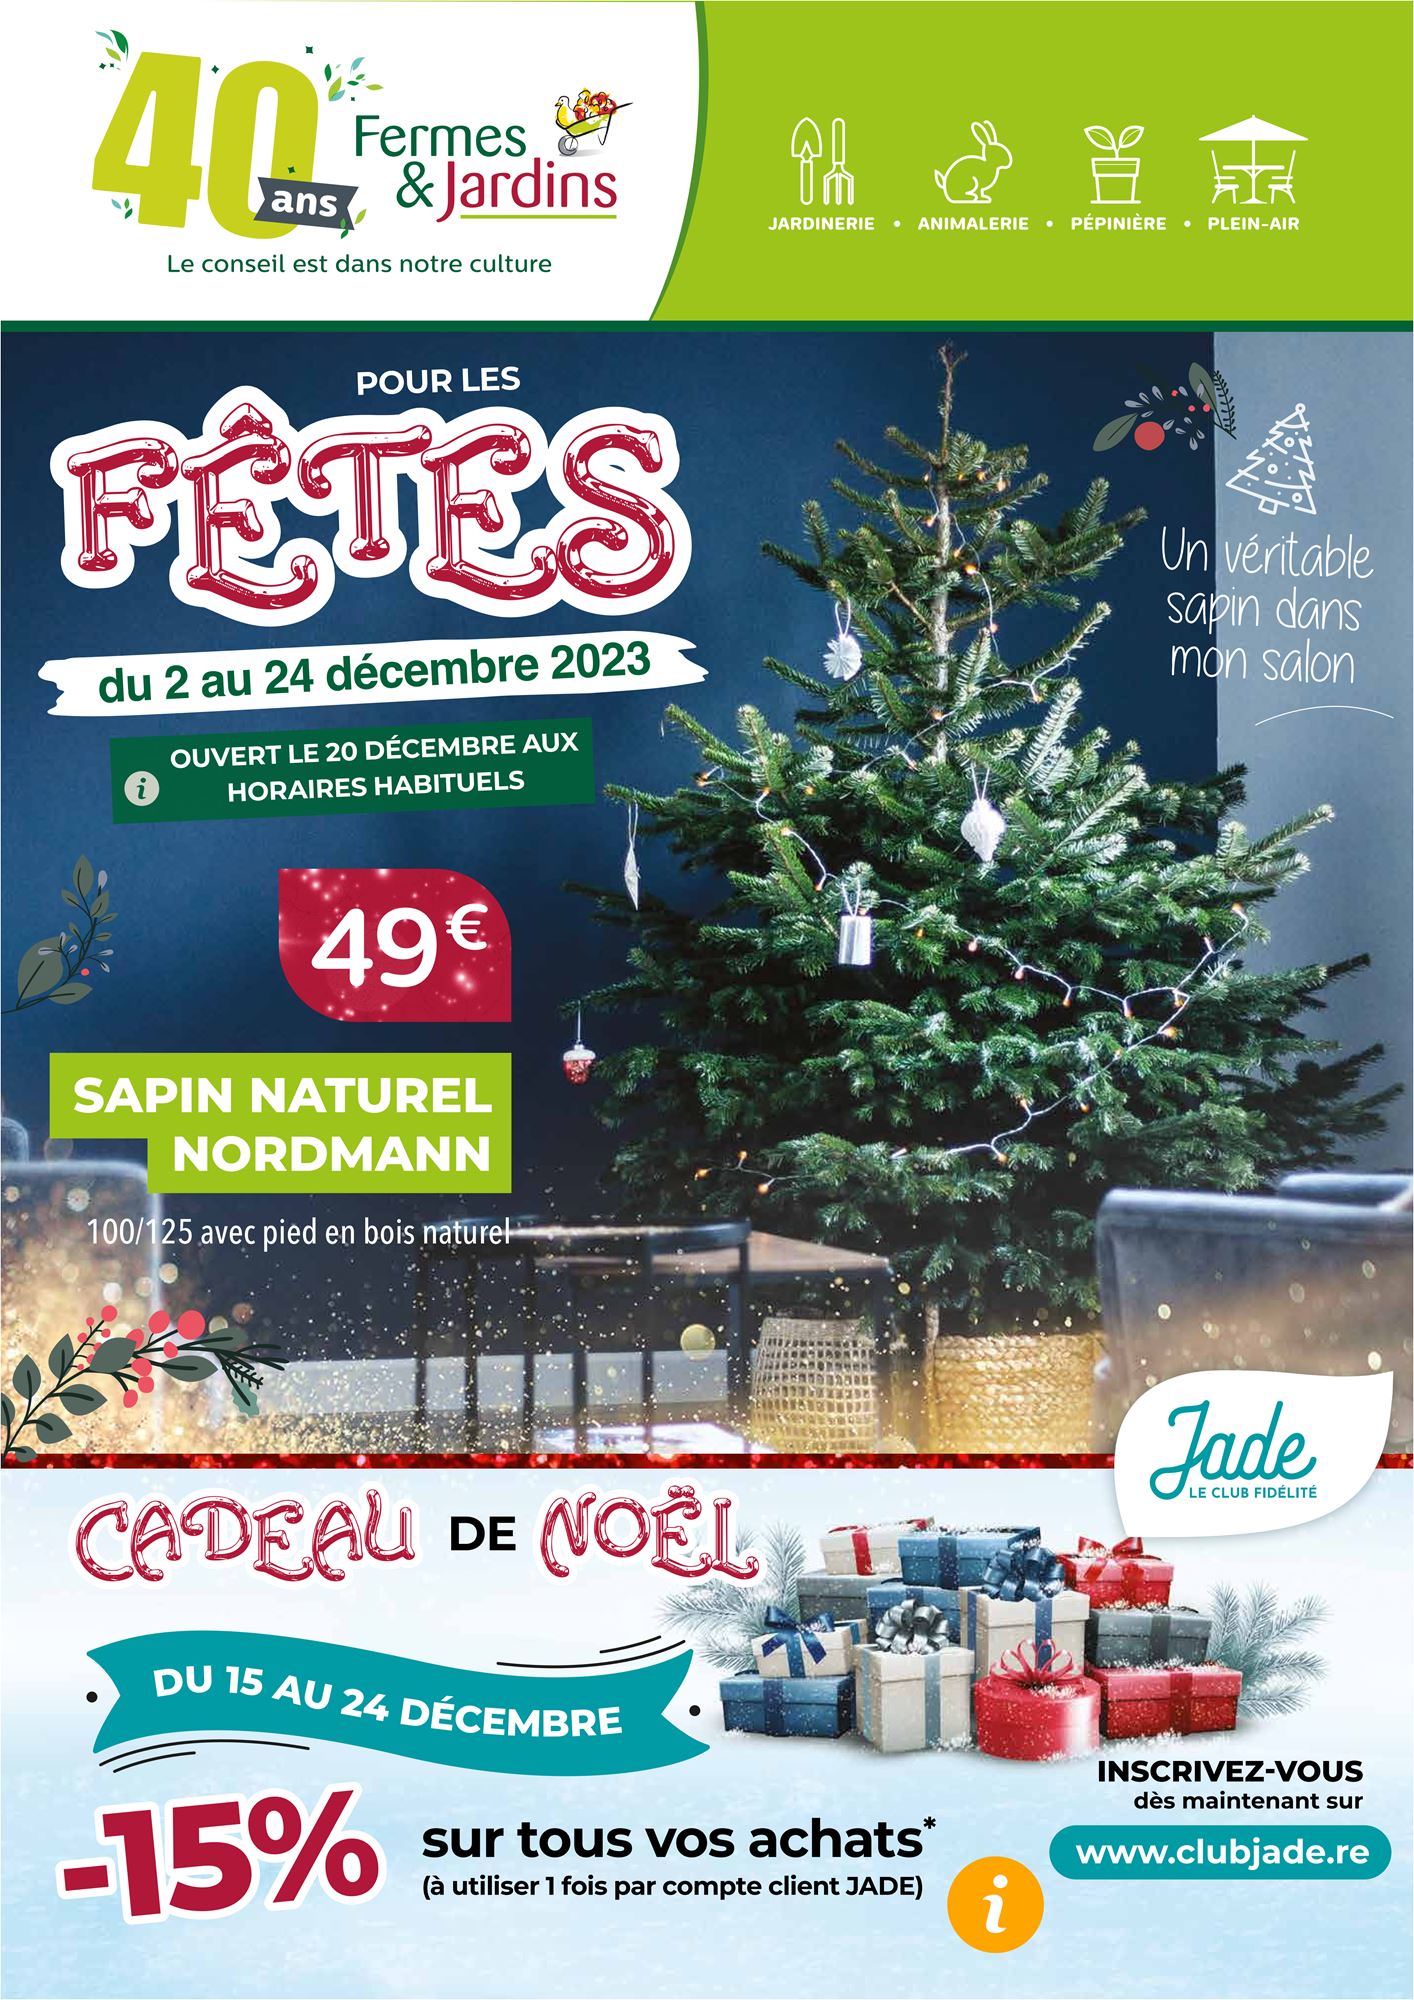 40 ans
Fermes
& Jardins
Le conseil est dans notre culture
JARDINERIE • ANIMALERIE • PÉPINIÈRE • PLEIN-AIR
POUR LES
FÊTES
du 2 au 24 décembre 2023
i OUVERT LE 20 DÉCEMBRE AUX
HORAIRES HABITUELS
Un véritable
sapin dans
mon salon
49€
SAPIN NATUREL
NORDMANN
100/125 avec pied en bois naturel
Jade
LE CLUB FIDÉLITÉ
CADEAU DE NOËL
DU 15 AU 24 DÉCEMBRE
-15% sur tous vos achats*
(à utiliser 1 fois par compte client JADE)
i
INSCRIVEZ-VOUS
dès maintenant sur
www.clubjade.re